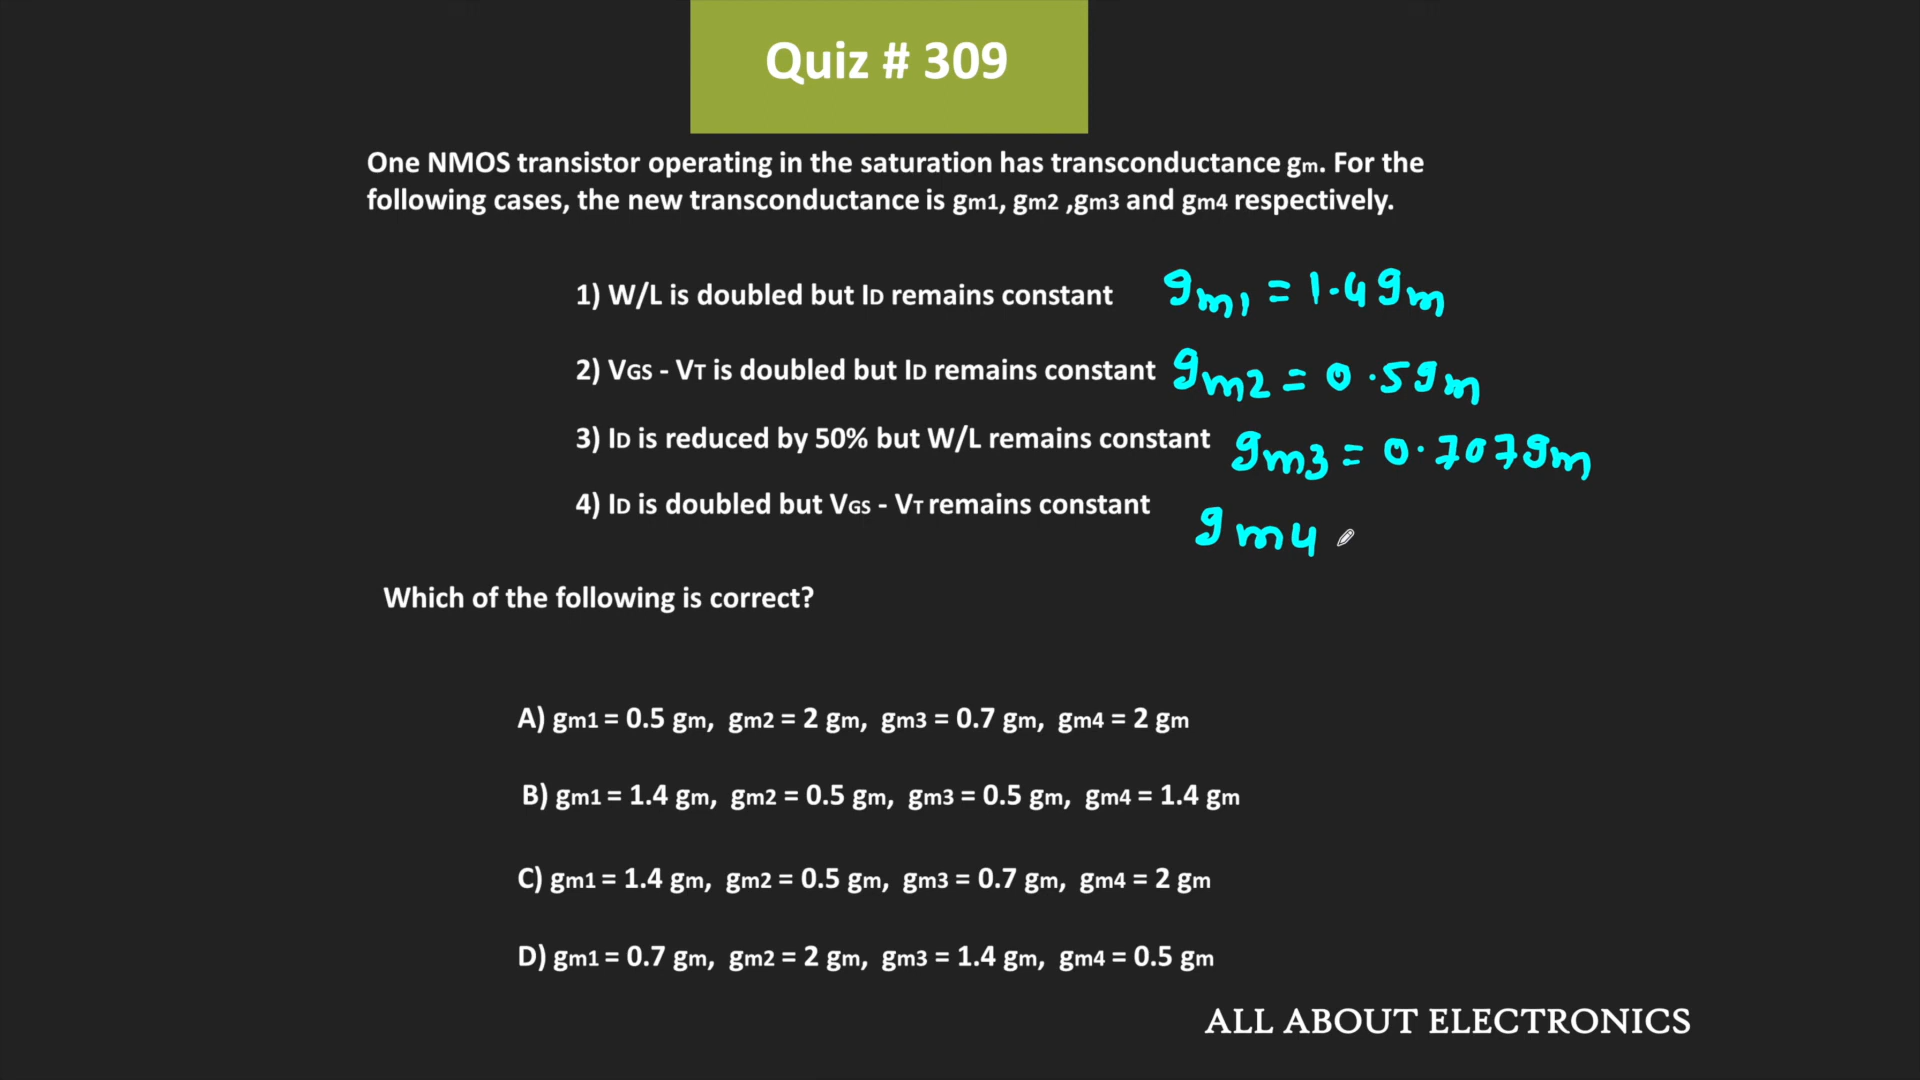 Quiz # 309
One NMOS transistor operating in the saturation has transconductance gm. For the
following cases, the new transconductance is gm1, gm2 ,gm3 and gm4 respectively.
1) W/L is doubled but ID remains constant gm1 = 1.4gm
2) VGS - VT is doubled but ID remains constant gm2 = 0.5gm
3) ID is reduced by 50% but W/L remains constant gm3 = 0.707gm
4) ID is doubled but VGS - VT remains constant gm4
Which of the following is correct?
A) gm1 = 0.5 gm, gm2 = 2 gm, gm3 = 0.7 gm, gm4 = 2 gm
B) gm1 = 1.4 gm, gm2 = 0.5 gm, gm3 = 0.5 gm, gm4 = 1.4 gm
C) gm1 = 1.4 gm, gm2 = 0.5 gm, gm3 = 0.7 gm, gm4 = 2 gm
D) gm1 = 0.7 gm, gm2 = 2 gm, gm3 = 1.4 gm, gm4 = 0.5 gm
ALL ABOUT ELECTRONICS